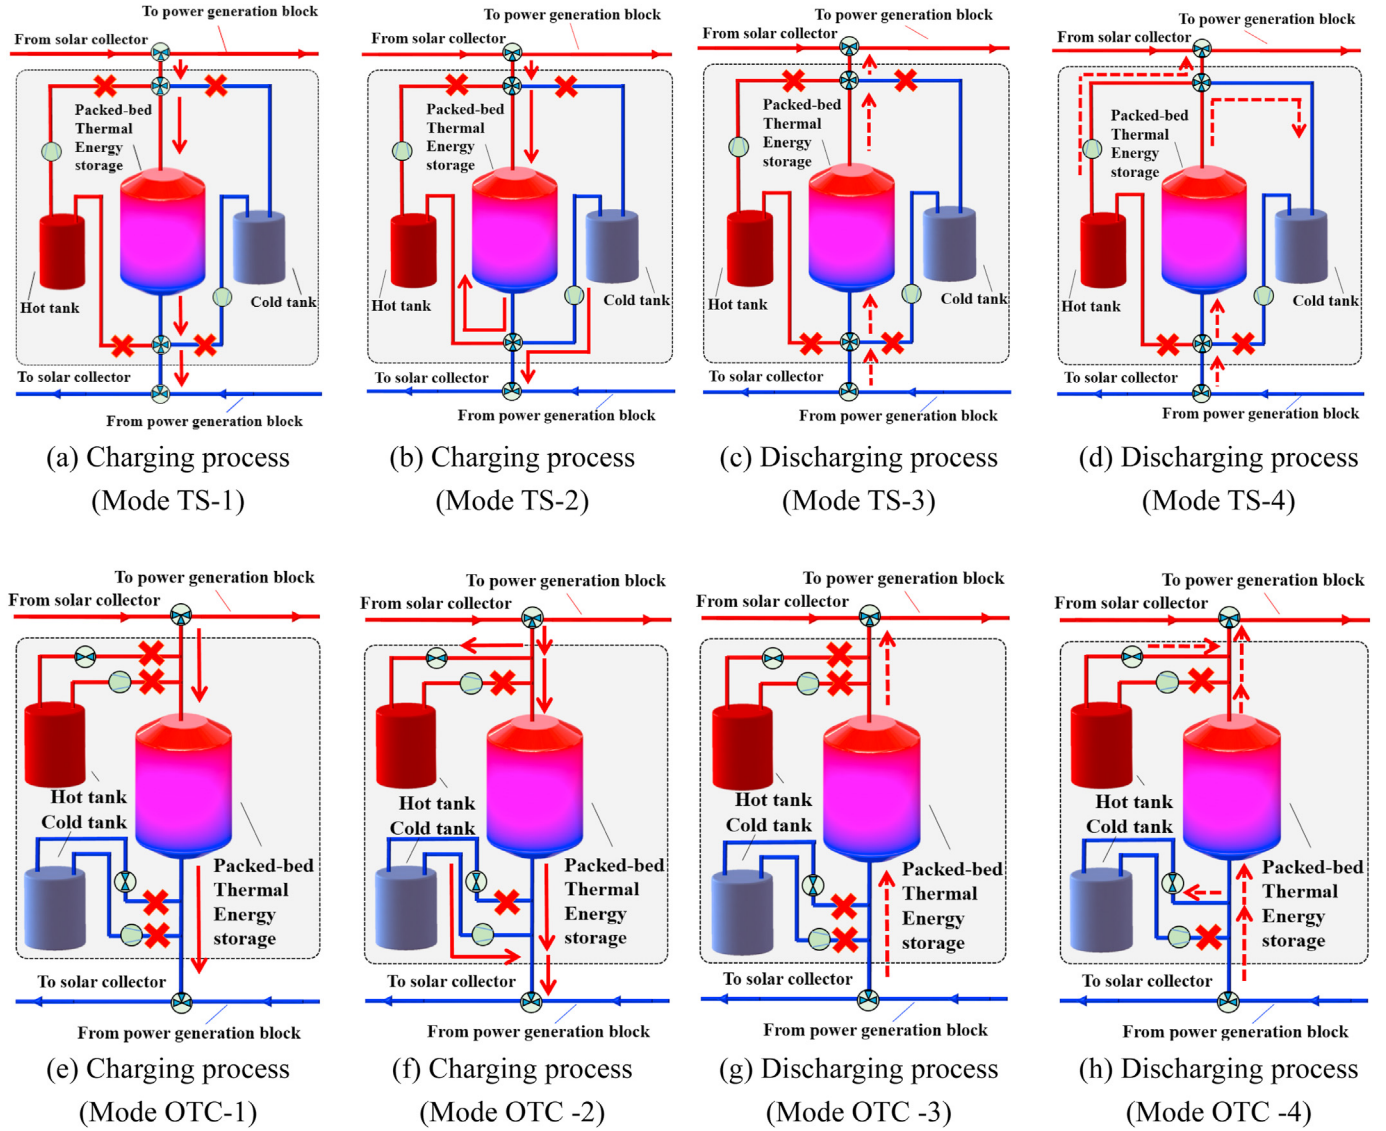 To power generation block
From solar collector
Packed-bed
Thermal
Energy
storage
Hot tank
Cold tank
To solar collector
From power generation block
(a) Charging process
(Mode TS-1)
To power generation block
From solar collector
Packed-bed
Thermal
Energy
storage
Hot tank
Cold tank
To solar collector
From power generation block
(b) Charging process
(Mode TS-2)
To power generation block
From solar collector
Packed-bed
Thermal
Energy
storage
Hot tank
Cold tank
To solar collector
From power generation block
(c) Discharging process
(Mode TS-3)
To power generation block
From solar collector
Packed-bed
Thermal
Energy
storage
Hot tank
Cold tank
To solar collector
From power generation block
(d) Discharging process
(Mode TS-4)
To power generation block
From solar collector
Hot tank
Cold tank
Packed-bed
Thermal
Energy
storage
To solar collector
From power generation block
(e) Charging process
(Mode OTC-1)
To power generation block
From solar collector
Hot tank
Cold tank
Packed-bed
Thermal
Energy
storage
To solar collector
From power generation block
(f) Charging process
(Mode OTC -2)
To power generation block
From solar collector
Hot tank
Cold tank
Packed-bed
Thermal
Energy
storage
To solar collector
From power generation block
(g) Discharging process
(Mode OTC -3)
To power generation block
From solar collector
Hot tank
Cold tank
Packed-bed
Thermal
Energy
storage
To solar collector
From power generation block
(h) Discharging process
(Mode OTC -4)